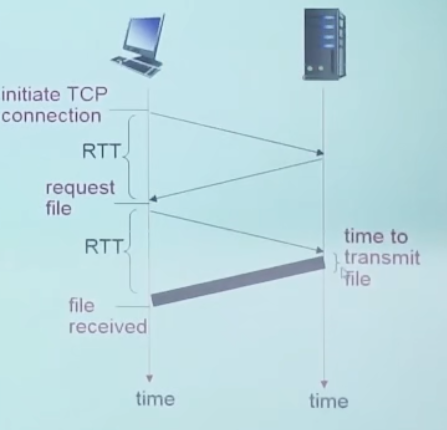 initiate TCP
connection
RTT
request
file
RTT
time to
transmit
file
file
received
time
time